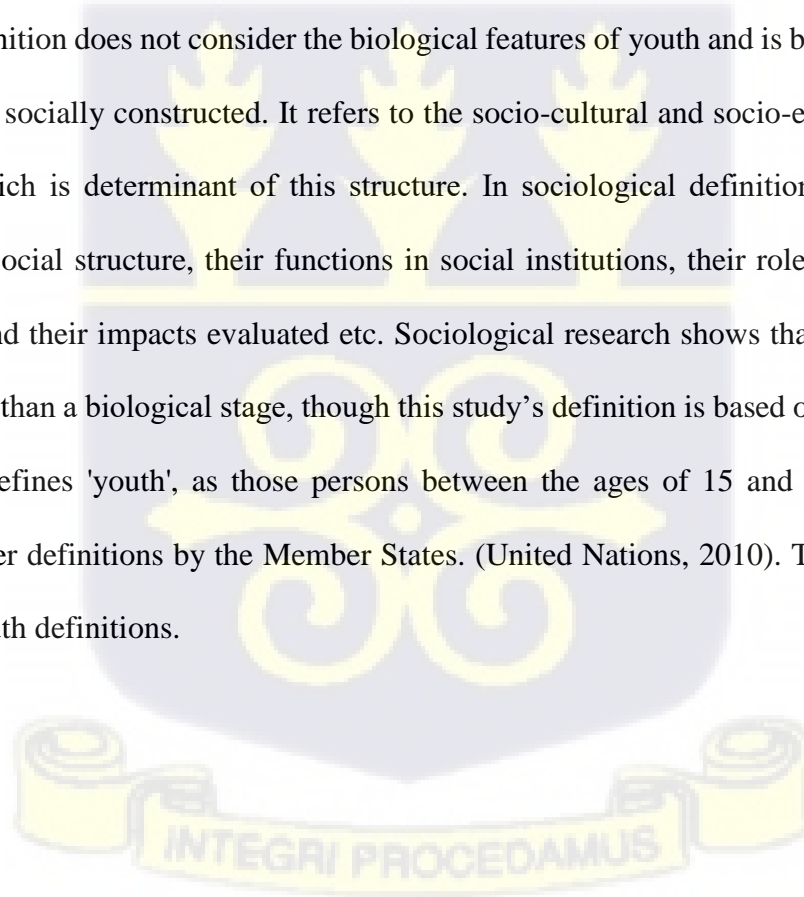 nition does not consider the biological features of youth and is b
socially constructed. It refers to the socio-cultural and socio-e
ich is determinant of this structure. In sociological definition
ocial structure, their functions in social institutions, their role
nd their impacts evaluated etc. Sociological research shows tha
than a biological stage, though this study’s definition is based o
efines 'youth', as those persons between the ages of 15 and
er definitions by the Member States. (United Nations, 2010). T
uth definitions.
INTEGRI PROCEDAMUS